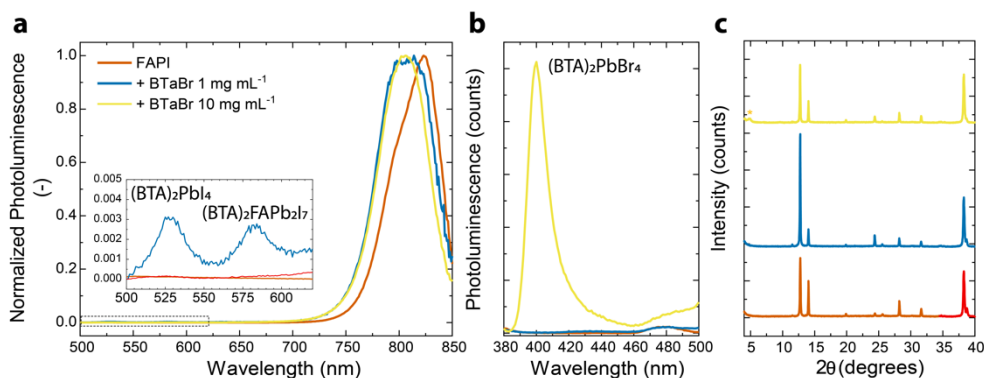 a
Normalized Photoluminescence
(-)
1.0
0.8
0.6
0.4
0.2
0.0
FAPI
+ BTaBr 1 mg mL⁻¹
+ BTaBr 10 mg mL⁻¹
0.005
0.004
0.003
0.002
0.001
0.000
(BTA)₂PbI₄
(BTA)₂FAPb₂I₇
500 525 550 575 600
500 550 600 650 700 750 800 850
Wavelength (nm)
b
Photoluminescence (counts)
(BTA)₂PbBr₄
380 400 420 440 460 480 500
Wavelength (nm)
c
Intensity (counts)
*
5 10 15 20 25 30 35 40
2θ (degrees)